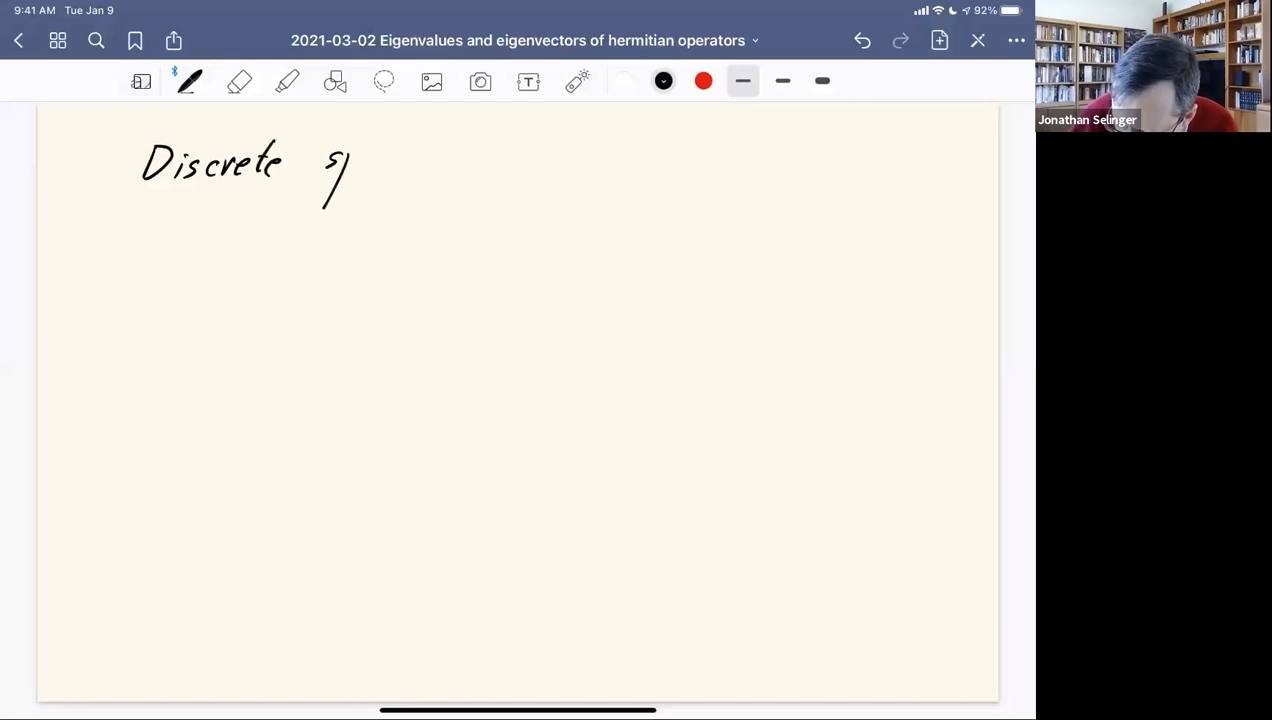 9:41 AM Tue Jan 9 92%
2021-03-02 Eigenvalues and eigenvectors of hermitian operators
T
Jonathan Selinger
Discrete sp